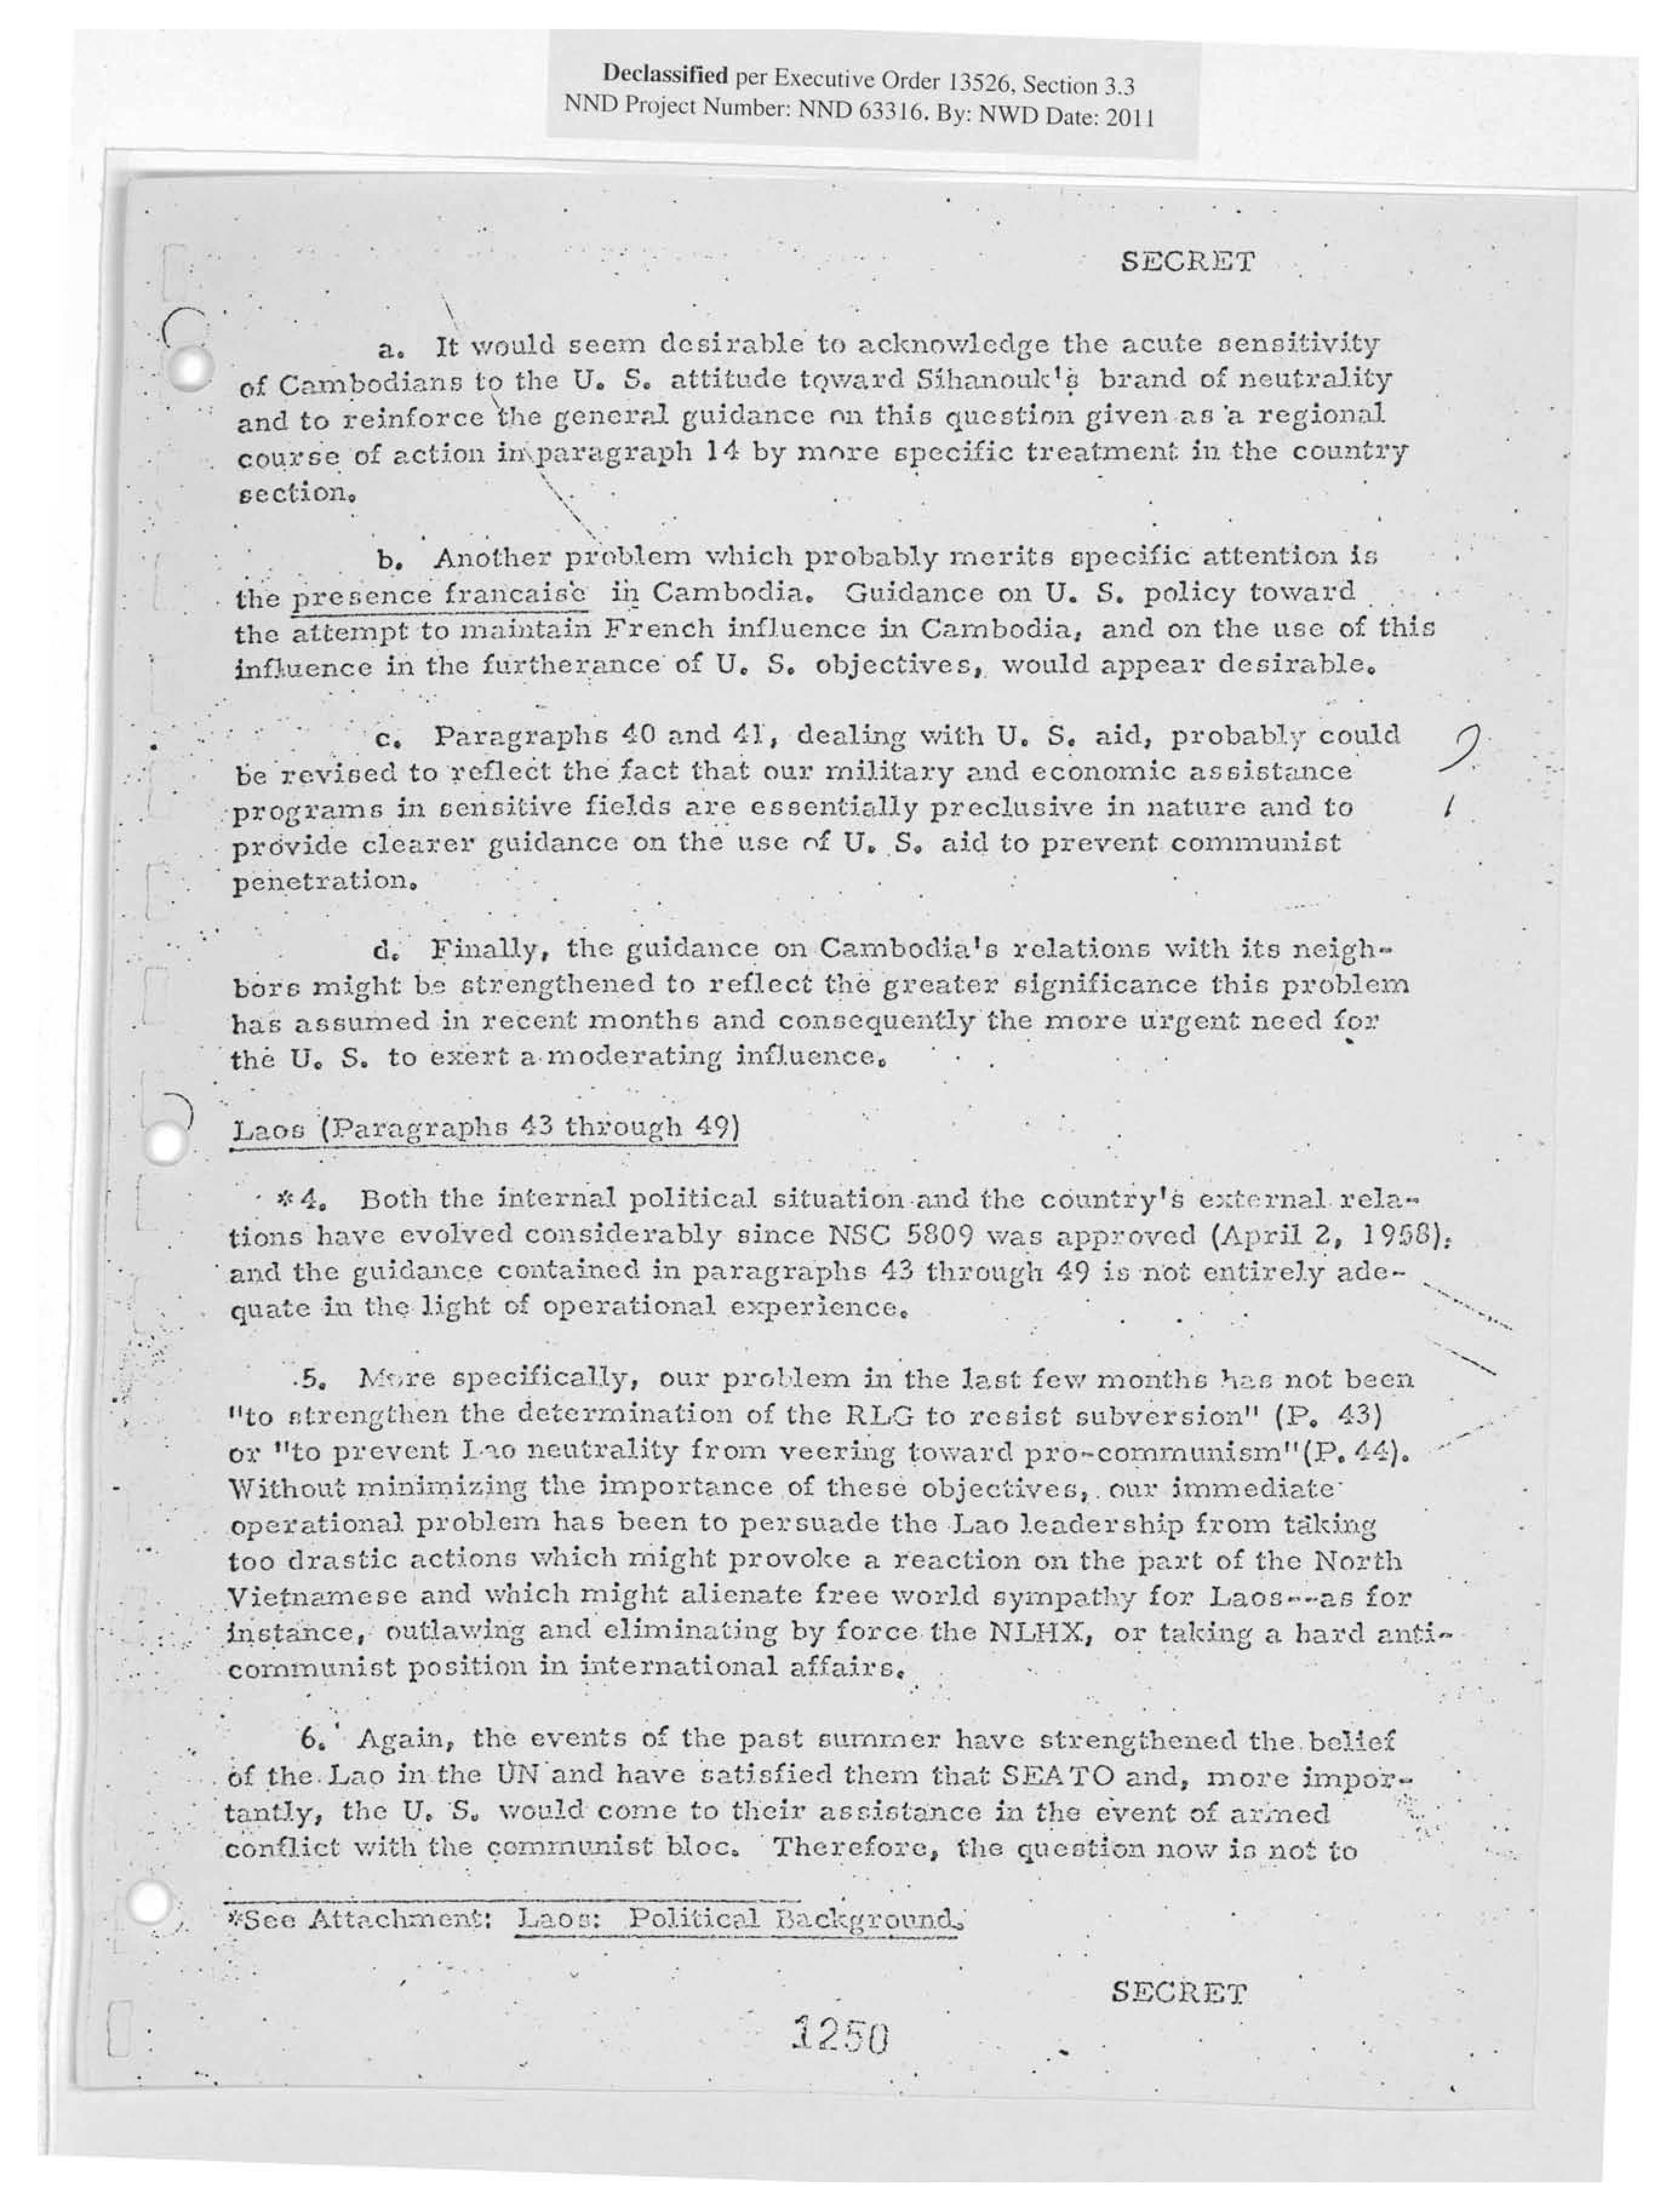 Declassified per Executive Order 13526, Section 3.3
NND Project Number: NND 63316. By: NWD Date: 2011
SECRET
a. It would seem desirable to acknowledge the acute sensitivity
of Cambodians to the U. S. attitude toward Sihanouk's brand of neutrality
and to reinforce the general guidance on this question given as a regional
course of action in paragraph 14 by more specific treatment in the country
section.
b. Another problem which probably merits specific attention is
the presence francaise in Cambodia. Guidance on U. S. policy toward
the attempt to maintain French influence in Cambodia, and on the use of this
influence in the furtherance of U. S. objectives, would appear desirable.
c. Paragraphs 40 and 41, dealing with U. S. aid, probably could
be revised to reflect the fact that our military and economic assistance
programs in sensitive fields are essentially preclusive in nature and to
provide clearer guidance on the use of U. S. aid to prevent communist
penetration.
d. Finally, the guidance on Cambodia's relations with its neigh-
bors might be strengthened to reflect the greater significance this problem
has assumed in recent months and consequently the more urgent need for
the U. S. to exert a moderating influence.
Laos (Paragraphs 43 through 49)
*4. Both the internal political situation and the country's external rela-
tions have evolved considerably since NSC 5809 was approved (April 2, 1958);
and the guidance contained in paragraphs 43 through 49 is not entirely ade-
quate in the light of operational experience.
5. More specifically, our problem in the last few months has not been
"to strengthen the determination of the RLG to resist subversion" (P. 43)
or "to prevent Lao neutrality from veering toward pro-communism"(P. 44).
Without minimizing the importance of these objectives, our immediate
operational problem has been to persuade the Lao leadership from taking
too drastic actions which might provoke a reaction on the part of the North
Vietnamese and which might alienate free world sympathy for Laos--as for
instance, outlawing and eliminating by force the NLHX, or taking a hard anti-
communist position in international affairs.
6. Again, the events of the past summer have strengthened the belief
of the Lao in the UN and have satisfied them that SEATO and, more impor-
tantly, the U. S. would come to their assistance in the event of armed
conflict with the communist bloc. Therefore, the question now is not to
*See Attachment: Laos: Political Background.
SECRET
1250